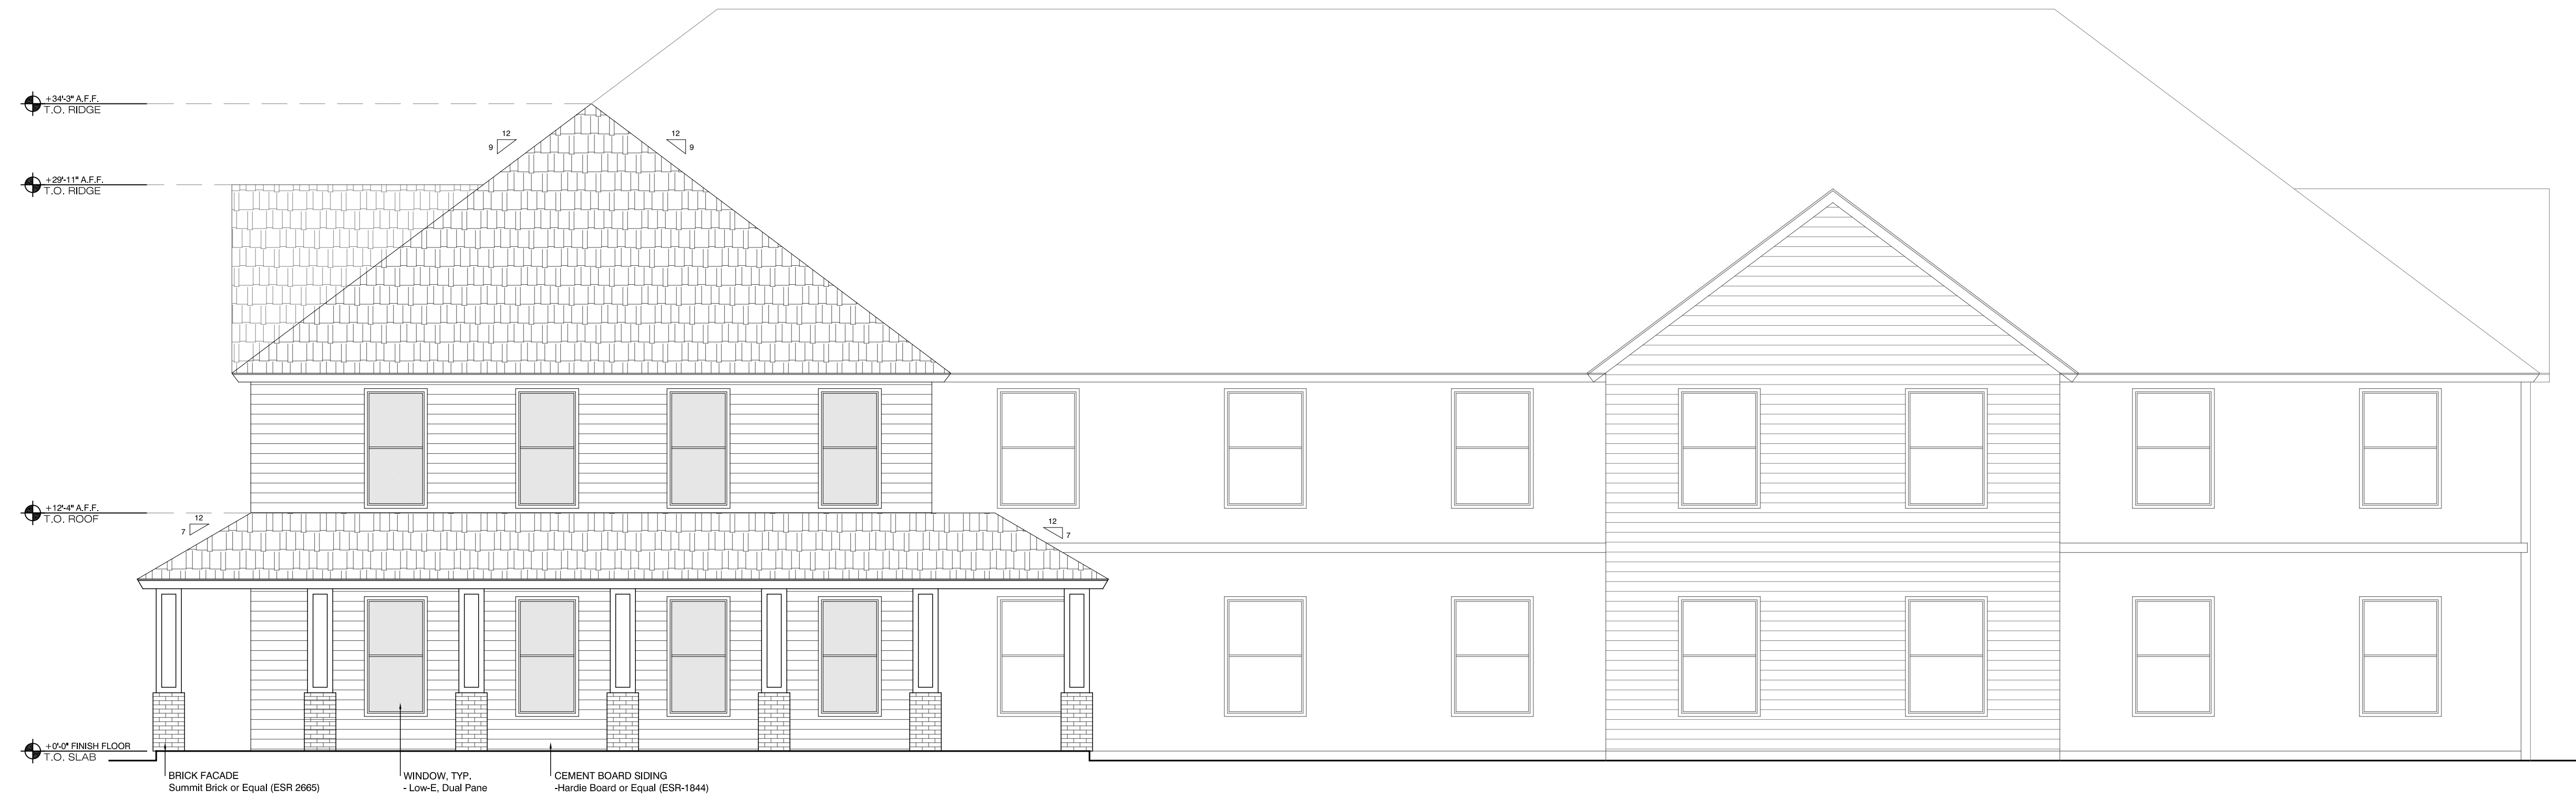 +34'-3" A.F.F.
T.O. RIDGE
12
9
12
9
+29'-11" A.F.F.
T.O. RIDGE
+12'-4" A.F.F.
T.O. ROOF
12
7
12
7
+0'-0" FINISH FLOOR
T.O. SLAB
BRICK FACADE
Summit Brick or Equal (ESR 2665)
WINDOW, TYP.
- Low-E, Dual Pane
CEMENT BOARD SIDING
-Hardie Board or Equal (ESR-1844)